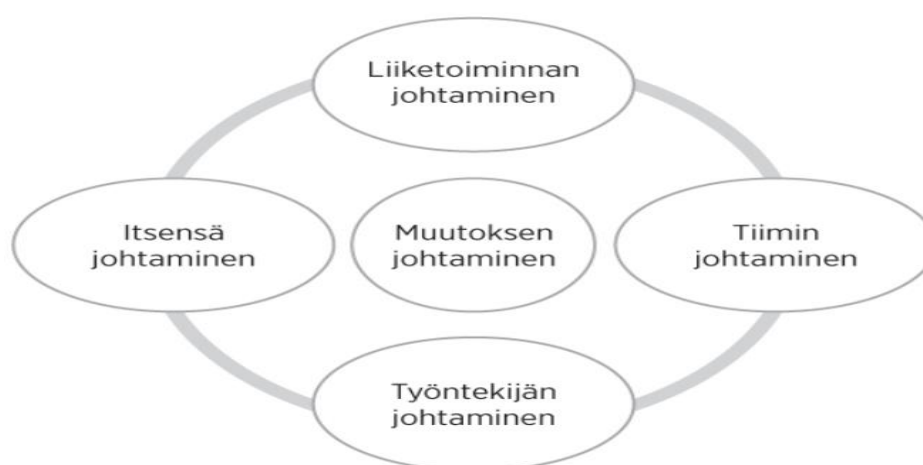 Liiketoiminnan
johtaminen
Itsensä
johtaminen
Muutoksen
johtaminen
Tiimin
johtaminen
Työntekijän
johtaminen